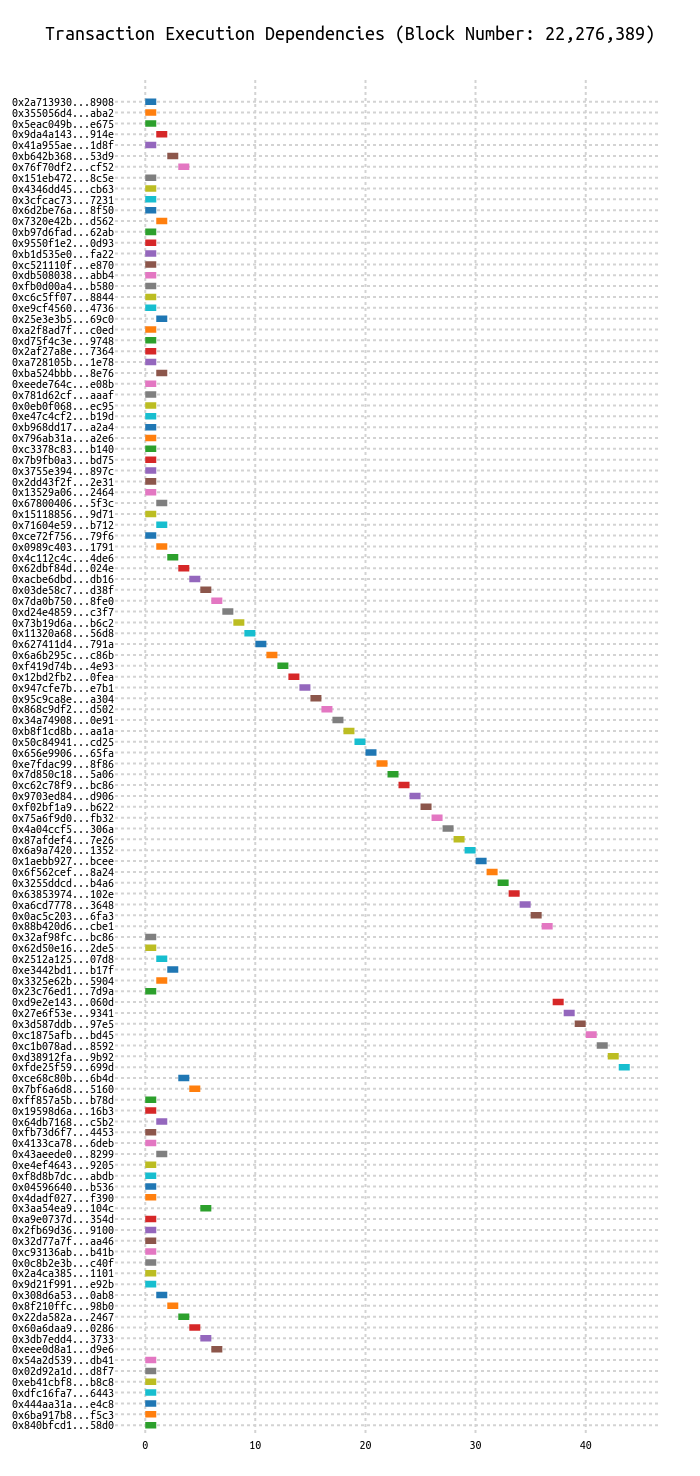 Transaction Execution Dependencies (Block Number: 22,276,389)
0x2a713930...8908
0x355056d4...aba2
0x5eac049b...e675
0x9da4a143...914e
0x41a955ae...1d8f
0xb642b368...53d9
0x76f70df2...cf52
0x151eb472...8c5e
0x4346dd45...cb63
0x3cfcac73...7231
0x6d2be76a...8f50
0x7320e42b...d562
0xb97d6fad...62ab
0x9550f1e2...0d93
0xb1d535e0...fa22
0xc521110f...e870
0xdb508038...abb4
0xfb0d00a4...b580
0xc6c5ff07...8844
0xe9cf4560...4736
0x25e3e3b5...69c0
0xa2f8ad7f...c0ed
0xd75f4c3e...9748
0x2af27a8e...7364
0xa728105b...1e78
0xba524bbb...8e76
0xeede764c...e08b
0x781d62cf...aaaf
0x0eb0f068...ec95
0xe47c4cf2...b19d
0xb968dd17...a2a4
0x796ab31a...a2e6
0xc3378c83...b140
0x7b9fb0a3...bd75
0x3755e394...897c
0x2dd43f2f...2e31
0x13529a06...2464
0x67800406...5f3c
0x15118856...9d71
0x71604e59...b712
0xce72f756...79f6
0x0989c403...1791
0x4c112c4c...4de6
0x62dbf84d...024e
0xacbe6dbd...db16
0x03de58c7...d38f
0x7da0b750...8fe0
0xd24e4859...c3f7
0x73b19d6a...b6c2
0x11320a68...56d8
0x627411d4...791a
0x6a6b295c...c86b
0xf419d74b...4e93
0x12bd2fb2...0fea
0x947cfe7b...e7b1
0x95c9ca8e...a304
0x868c9df2...d502
0x34a74908...0e91
0xb8f1cd8b...aa1a
0x50c84941...cd25
0x656e9906...65fa
0xe7fdac99...8f86
0x7d850c18...5a06
0xc62c78f9...bc86
0x9703ed84...d906
0xf02bf1a9...b622
0x75a6f9d0...fb32
0x4a04ccf5...306a
0x87afdef4...7e26
0x6a9a7420...1352
0x1aebb927...bcee
0x6f562cef...8a24
0x3255ddcd...b4a6
0x63853974...102e
0xa6cd7778...3648
0x0ac5c203...6fa3
0x88b420d6...cbe1
0x32af98fc...bc86
0x62d50e16...2de5
0x2512a125...07d8
0xe3442bd1...b17f
0x3325e62b...5904
0x23c76ed1...7d9a
0xd9e2e143...060d
0x27e6f53e...9341
0x3d587ddb...97e5
0xc1875afb...bd45
0xc1b078ad...8592
0xd38912fa...9b92
0xfde25f59...699d
0xce68c80b...6b4d
0x7bf6a6d8...5160
0xff857a5b...b78d
0x19598d6a...16b3
0x64db7168...c5b2
0xfb73d6f7...4453
0x4133ca78...6deb
0x43aeede0...8299
0xe4ef4643...9205
0xf8d8b7dc...abdb
0x04596640...b536
0x4dadf027...f390
0x3aa54ea9...104c
0xa9e0737d...354d
0x2fb69d36...9100
0x32d77a7f...aa46
0xc93136ab...b41b
0x0c8b2e3b...c40f
0x2a4ca385...1101
0x9d21f991...e92b
0x308d6a53...0ab8
0x8f210ffc...98b0
0x22da582a...2467
0x60a6daa9...0286
0x3db7edd4...3733
0xeee0d8a1...d9e6
0x54a2d539...db41
0x02d92a1d...d8f7
0xeb41cbf8...b8c8
0xdfc16fa7...6443
0x444aa31a...e4c8
0x6ba917b8...f5c3
0x840bfcd1...58d0
0 10 20 30 40